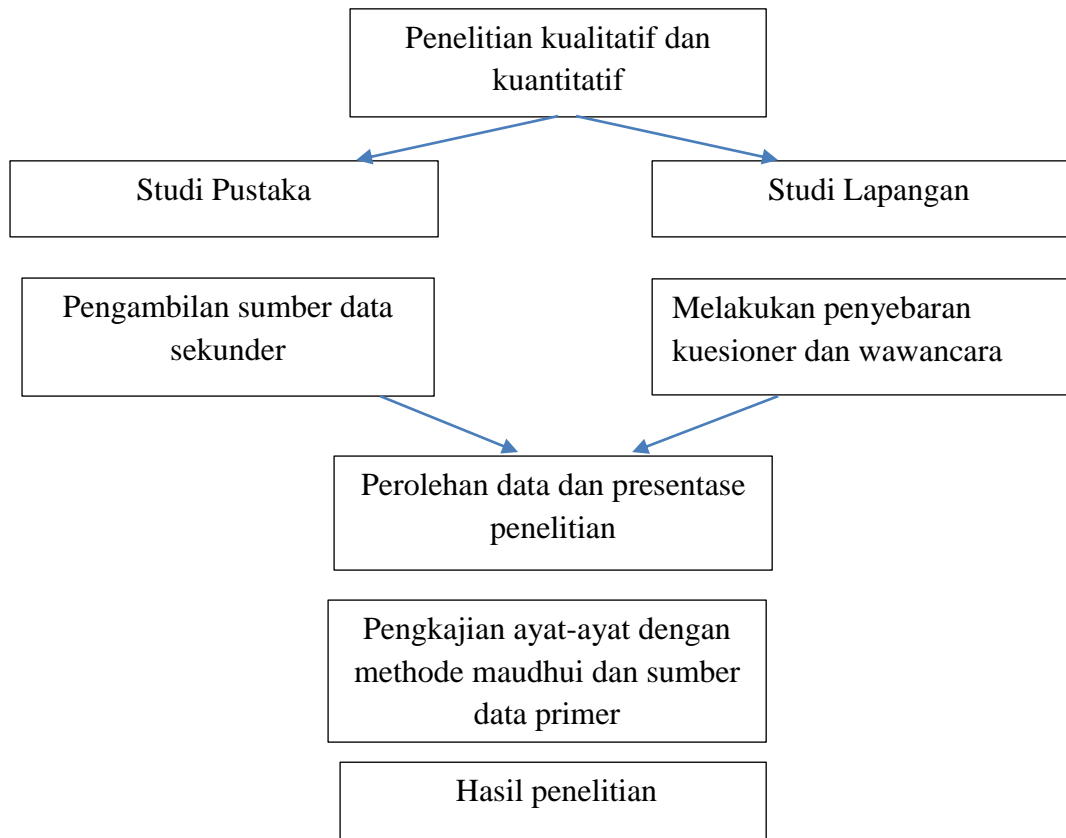 Penelitian kualitatif dan
kuantitatif
Studi Pustaka
Studi Lapangan
Pengambilan sumber data
sekunder
Melakukan penyebaran
kuesioner dan wawancara
Perolehan data dan presentase
penelitian
Pengkajian ayat-ayat dengan
methode maudhui dan sumber
data primer
Hasil penelitian